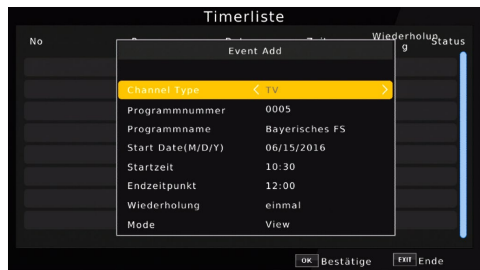 Timerliste
No
Wiederholun
g
Status
Event Add
Channel Type TV
Programmnummer 0005
Programmname Bayerisches FS
Start Date(M/D/Y) 06/15/2016
Startzeit 10:30
Endzeitpunkt 12:00
Wiederholung einmal
Mode View
OK Bestätige EXIT Ende